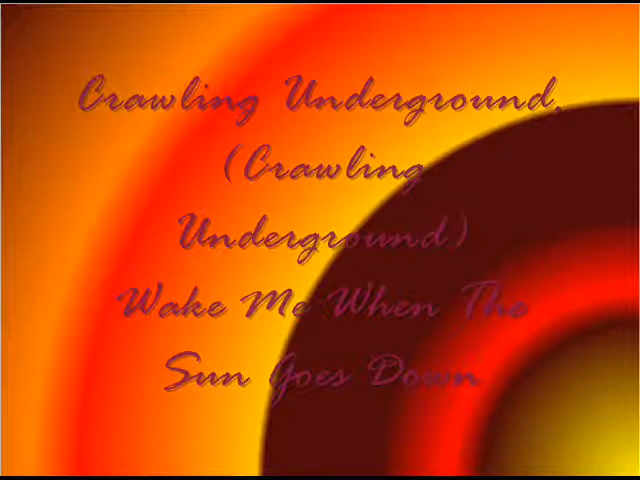 Crawling Underground,
(Crawling
Underground)
Wake Me When The
Sun Goes Down